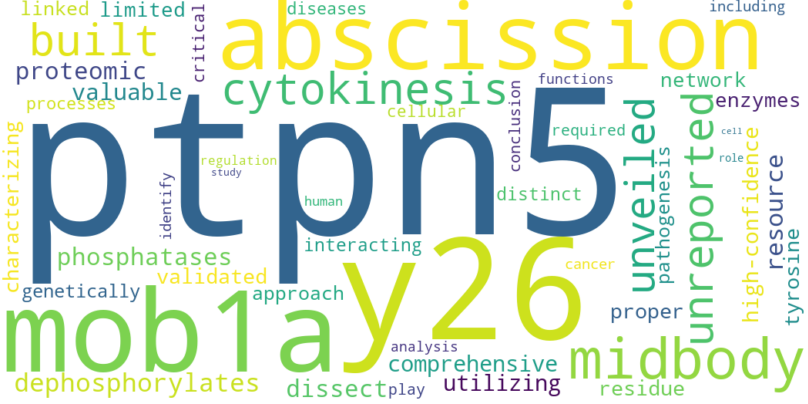 linked
limited
diseases
including
built
critical
abscission
proteomic
valuable
cytokinesis
functions
network
processes
cellular
enzymes
ptpn5
conclusion
required
unveiled
unreported
cell
characterizing
regulation
study
identify
human
distinct
pathogenesis
role
high-confidence
resource
tyrosine
phosphatases
interacting
validated
y26
cancer
genetically
approach
mob1a
proper
analysis
midbody
comprehensive
dephosphorylates
dissect
play
utilizing
residue